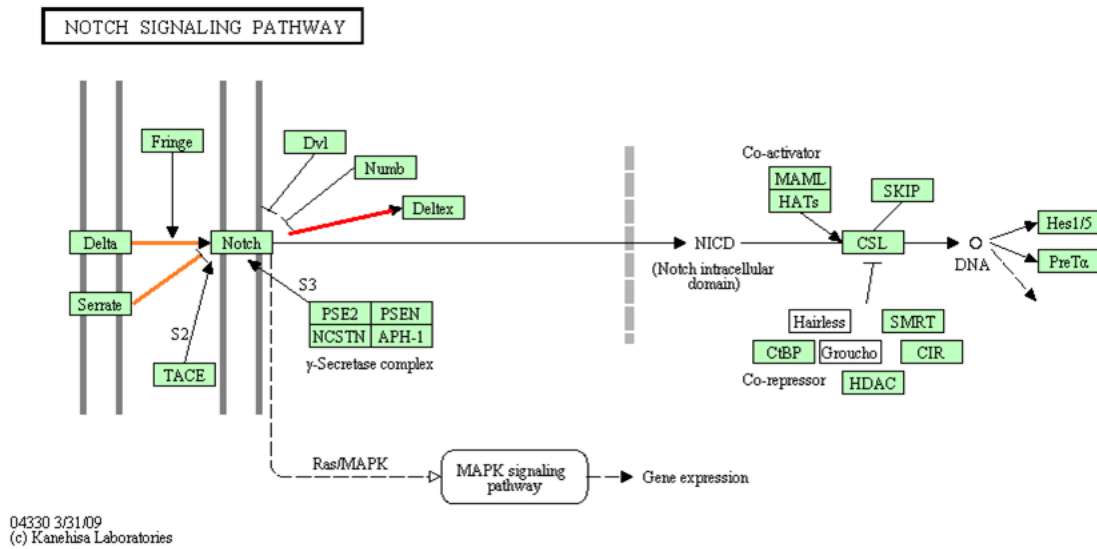 NOTCH SIGNALING PATHWAY
Fringe
Dvl
Numb
Deltex
Delta
Notch
Serrate
S2
TACE
S3
PSE2 PSEN
NCSTN APH-1
γ-Secretase complex
NICD
(Notch intracellular
domain)
Co-activator
MAML
HATs
SKIP
CSL
DNA
Hes1/5
PreTα
Hairless
SMRT
CtBP
Groucho
CIR
Co-repressor
HDAC
Ras/MAPK
MAPK signaling
pathway
Gene expression
04330 3/31/09
(c) Kanehisa Laboratories